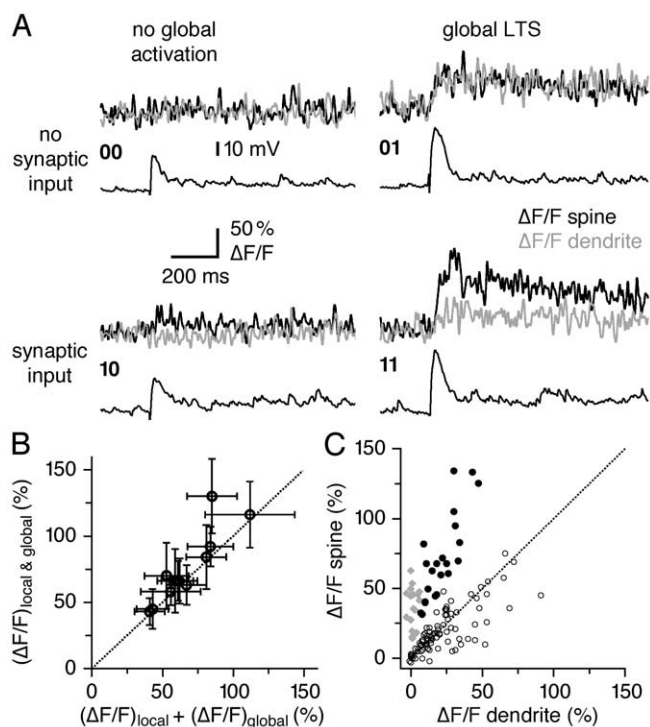 A
no global
activation
global LTS
no
synaptic
input
00
10 mV
01
50 %
ΔF/F
200 ms
ΔF/F spine
ΔF/F dendrite
synaptic
input
10
11
B
150
100
50
0
0 50 100 150
(ΔF/F)local & global (%)
(ΔF/F)local + (ΔF/F)global (%)
C
150
100
50
0
0 50 100 150
ΔF/F spine (%)
ΔF/F dendrite (%)